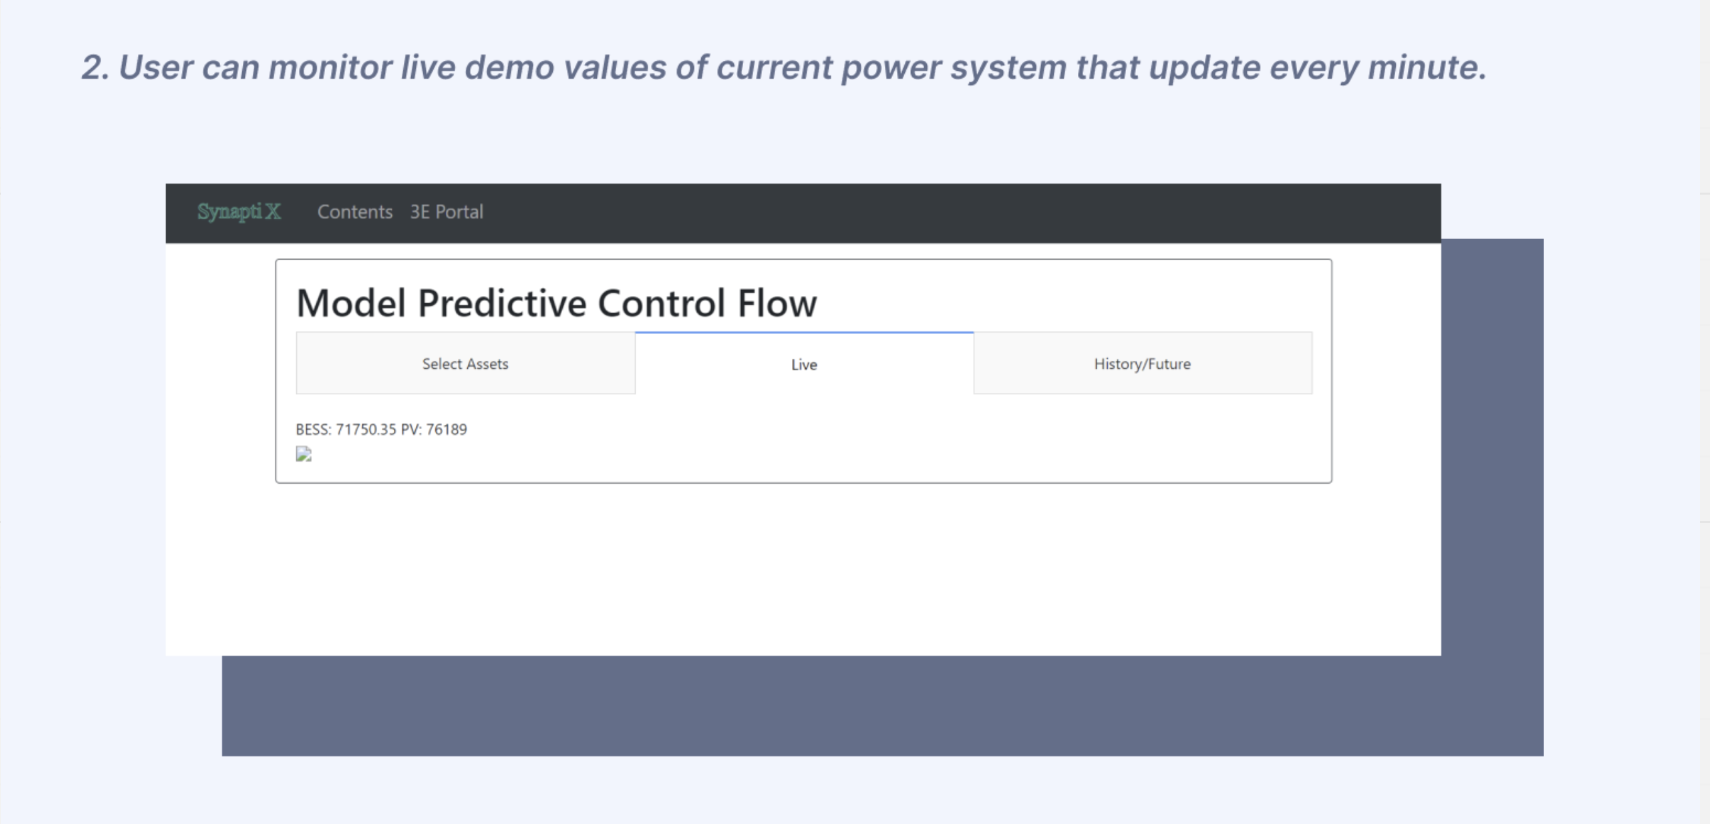 2. User can monitor live demo values of current power system that update every minute.
SynaptiX Contents 3E Portal
Model Predictive Control Flow
Select Assets Live History/Future
BESS: 71750.35 PV: 76189